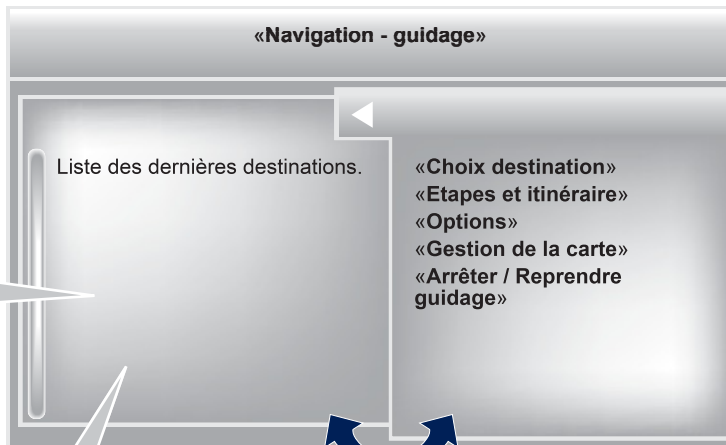 «Navigation - guidage»
Liste des dernières destinations.
«Choix destination»
«Etapes et itinéraire»
«Options»
«Gestion de la carte»
«Arrêter / Reprendre
guidage»